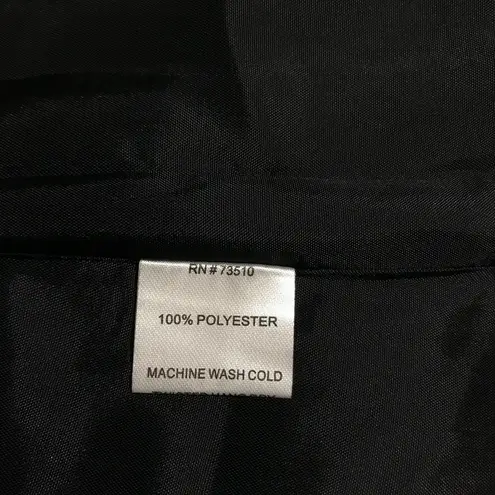 RN # 73510
100% POLYESTER
MACHINE WASH COLD